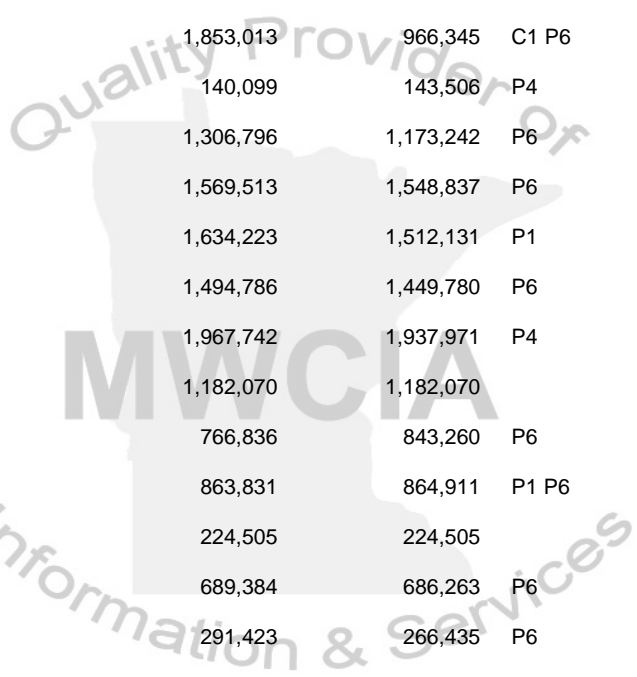 Quality Provider of
1,853,013 966,345 C1 P6
140,099 143,506 P4
1,306,796 1,173,242 P6
1,569,513 1,548,837 P6
1,634,223 1,512,131 P1
1,494,786 1,449,780 P6
MWCIA
1,967,742 1,937,971 P4
1,182,070 1,182,070
766,836 843,260 P6
863,831 864,911 P1 P6
224,505 224,505
689,384 686,263 P6
291,423 266,435 P6
Information & Services